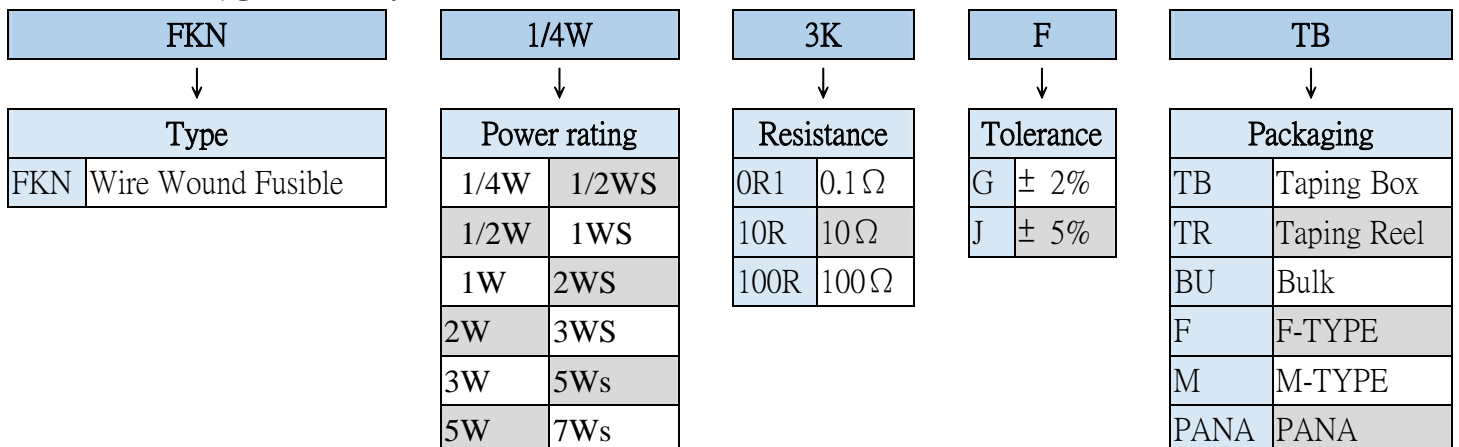 FKN 1/4W 3K F TB
Type Power rating Resistance Tolerance Packaging
FKN Wire Wound Fusible 1/4W 1/2WS 0R1 0.1Ω G ± 2% TB Taping Box
1/2W 1WS 10R 10Ω J ± 5% TR Taping Reel
1W 2WS 100R 100Ω BU Bulk
2W 3WS F F-TYPE
3W 5Ws M M-TYPE
5W 7Ws PANA PANA